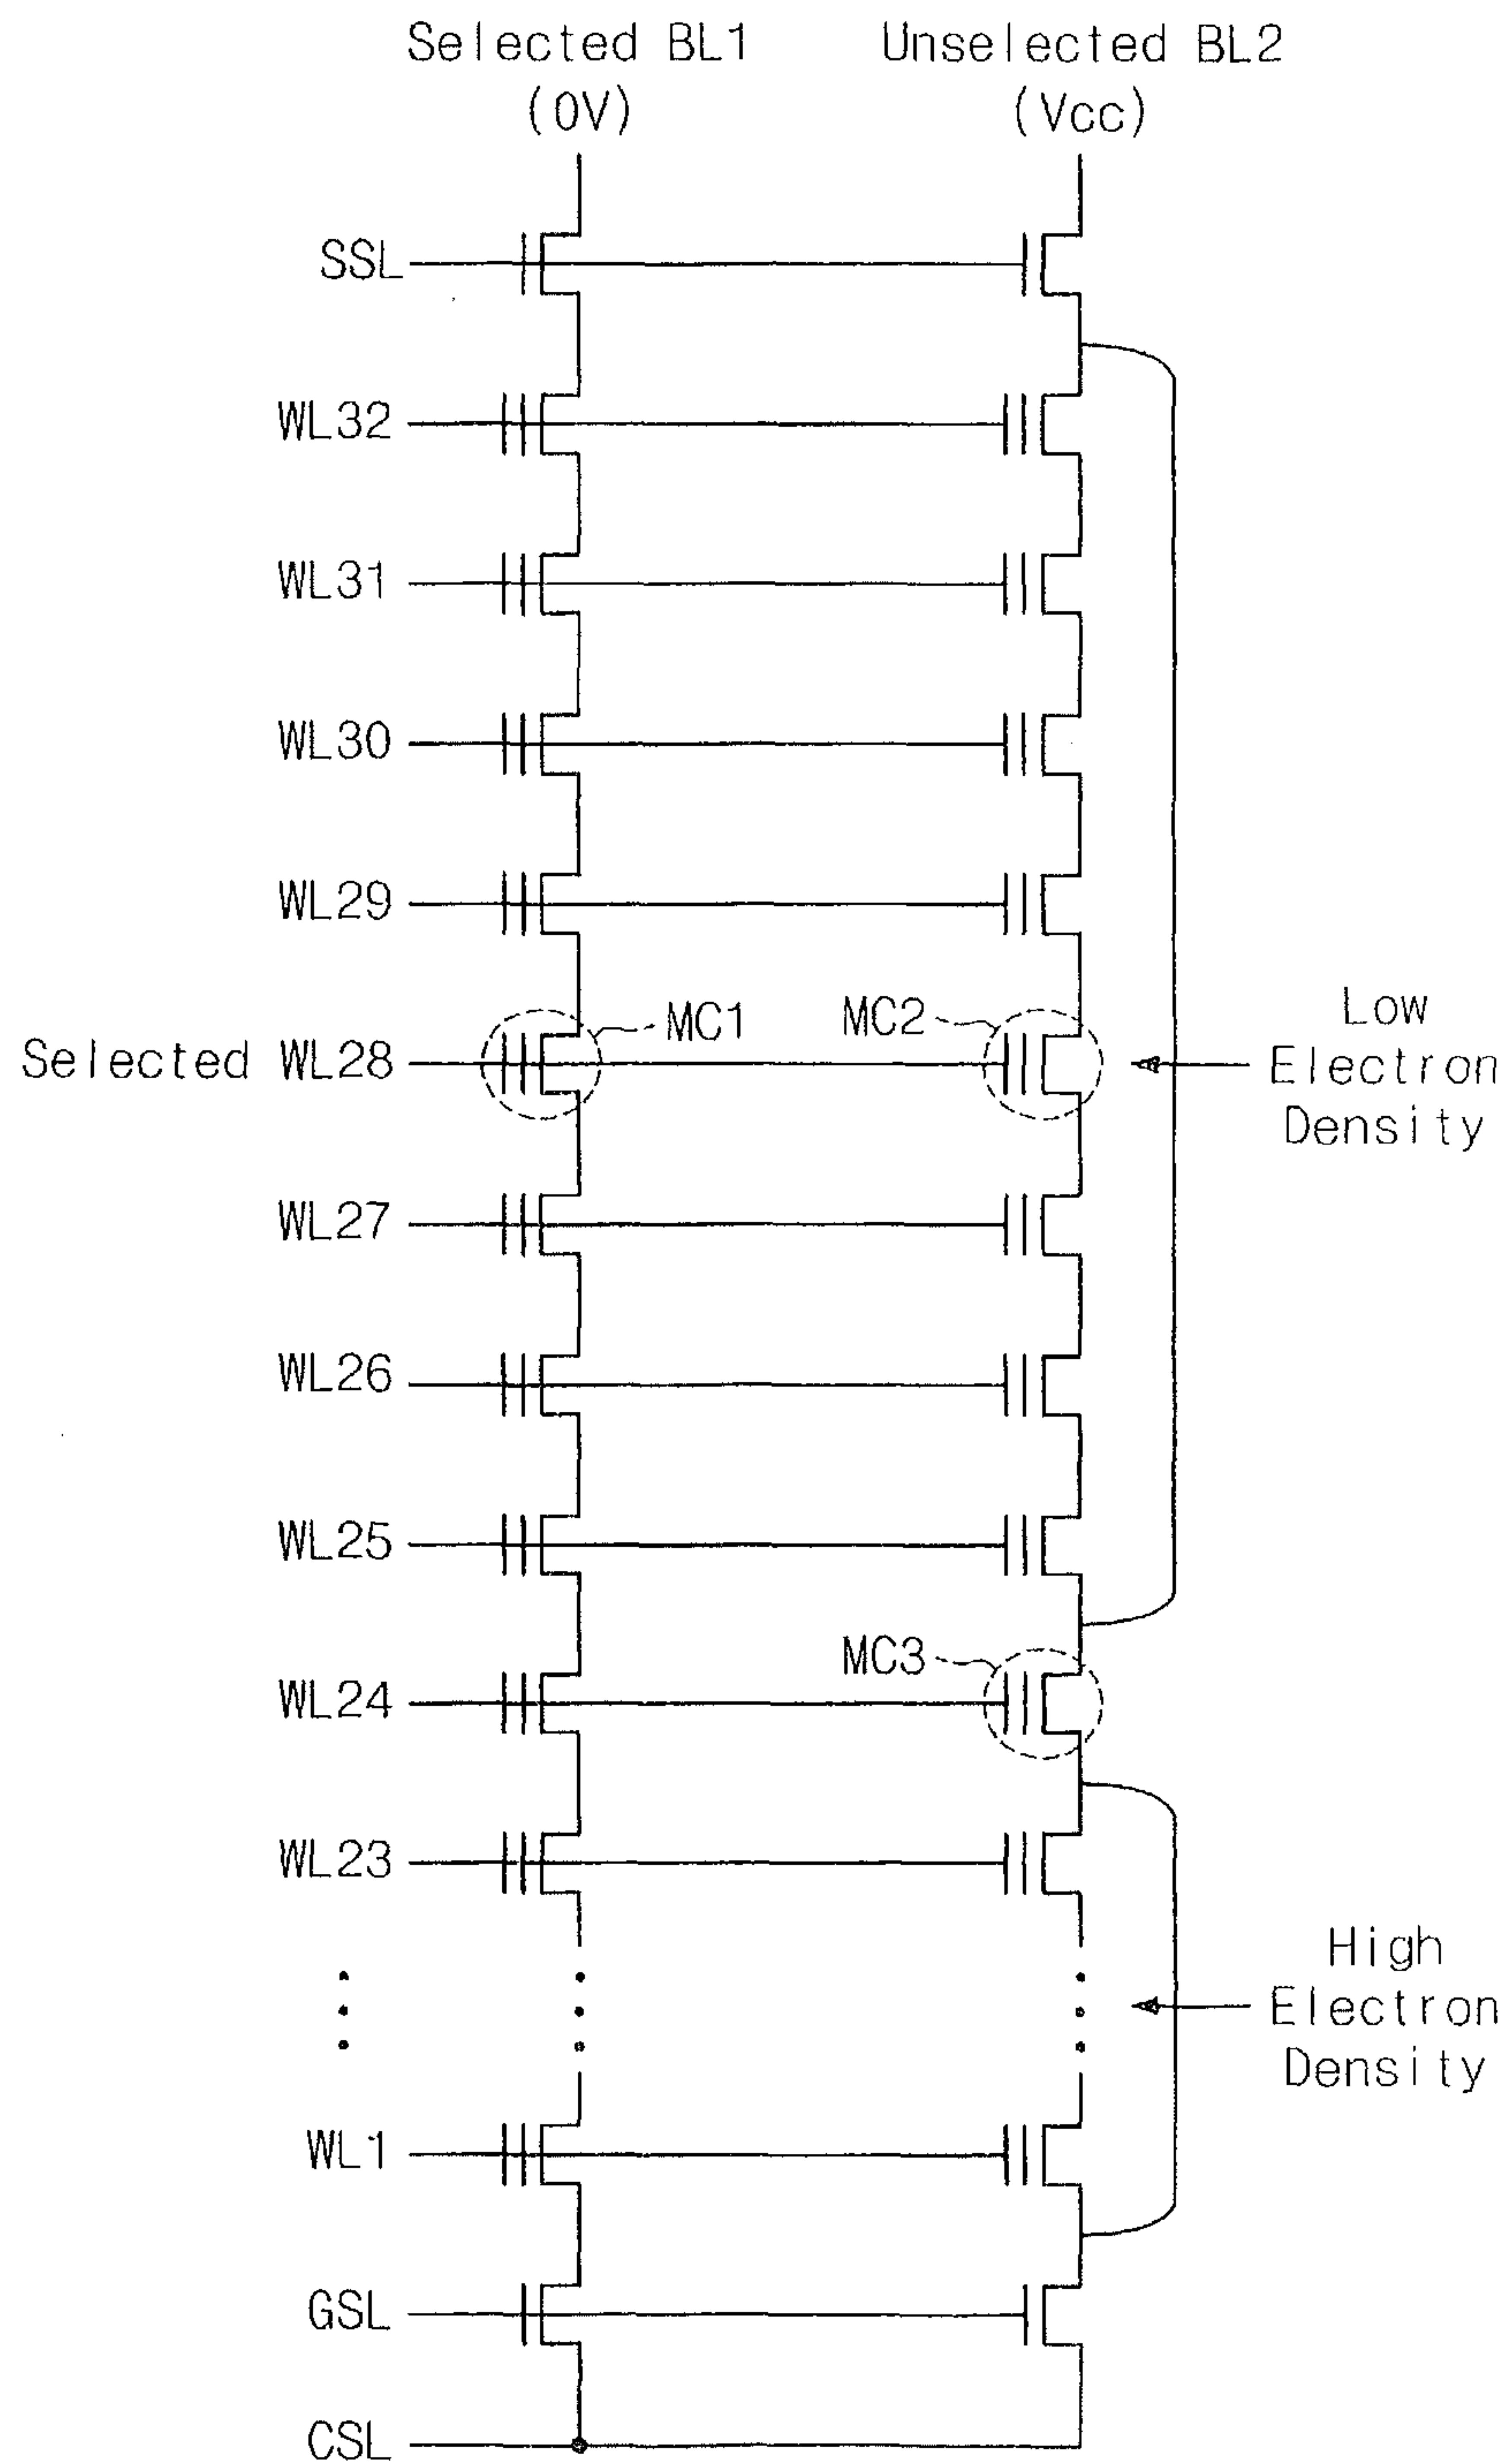 Selected BL1
(0V)
Unselected BL2
(Vcc)
SSL
WL32
WL31
WL30
WL29
MC1
MC2
Selected WL28
Low
Electron
Density
WL27
WL26
WL25
MC3
WL24
WL23
High
Electron
Density
WL1
GSL
CSL